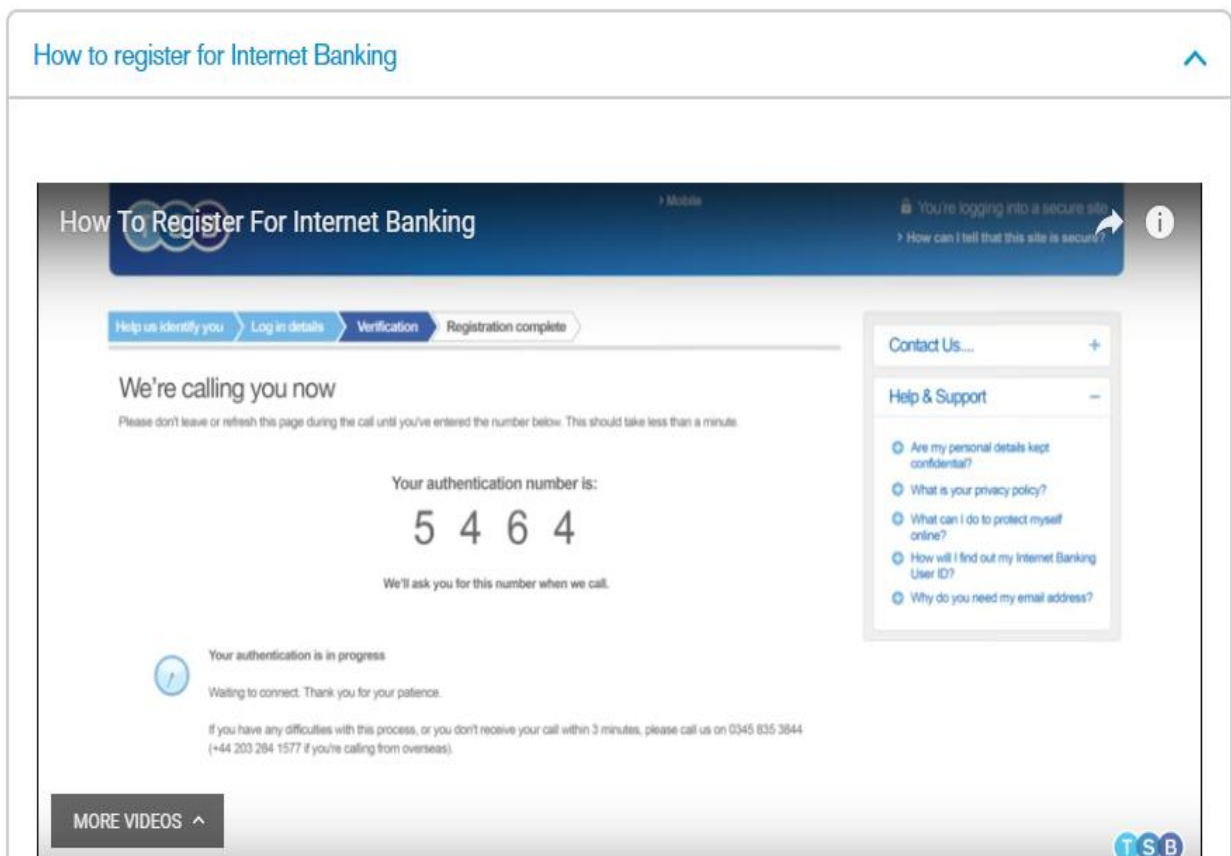 How to register for Internet Banking
How To Register For Internet Banking
TSB
› Mobile
You're logging into a secure site
› How can I tell that this site is secure?
Help us identify you
Log in details
Verification
Registration complete
We're calling you now
Please don't leave or refresh this page during the call until you've entered the number below. This should take less than a minute.
Your authentication number is:
5 4 6 4
We'll ask you for this number when we call.
Your authentication is in progress
Waiting to connect. Thank you for your patience.
If you have any difficulties with this process, or you don't receive your call within 3 minutes, please call us on 0345 835 3844
(+44 203 284 1577 if you're calling from overseas).
Contact Us....
Help & Support
Are my personal details kept
confidential?
What is your privacy policy?
What can I do to protect myself
online?
How will I find out my Internet Banking
User ID?
Why do you need my email address?
MORE VIDEOS
TSB